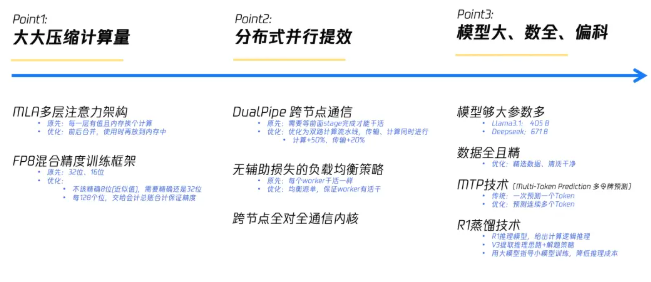 Point1:
大大压缩计算量
MLA多层注意力架构
原先：每一层有值且内存挨个计算
优化：前后合并，使用时再放到内存中
FP8混合精度训练框架
原先：32位、16位
优化：
不该精确8位(近似值)，需要精确还是32位
每128个位，交给会计总账合计保证精度
Point2:
分布式并行提效
DualPipe 跨节点通信
原先：需要等前面stage完成才能干活
优化：优化为双路计算流水线，传输、计算同时进行
计算+50%，传输+20%
无辅助损失的负载均衡策略
原先：每个worker干活一样
优化：均衡派单，保证worker有活干
跨节点全对全通信内核
Point3:
模型大、数全、偏科
模型够大参数多
Llama3.1: 405 B
Deepseek: 671 B
数据全且精
优化：精选数据、清洗干净
MTP技术 (Multi-Token Prediction 多令牌预测)
传统：一次预测一个Token
优化：预测连续多个Token
R1蒸馏技术
R1推理模型，给出计算逻辑推理
V3提取推理思路+解题策略
用大模型指导小模型训练，降低推理成本